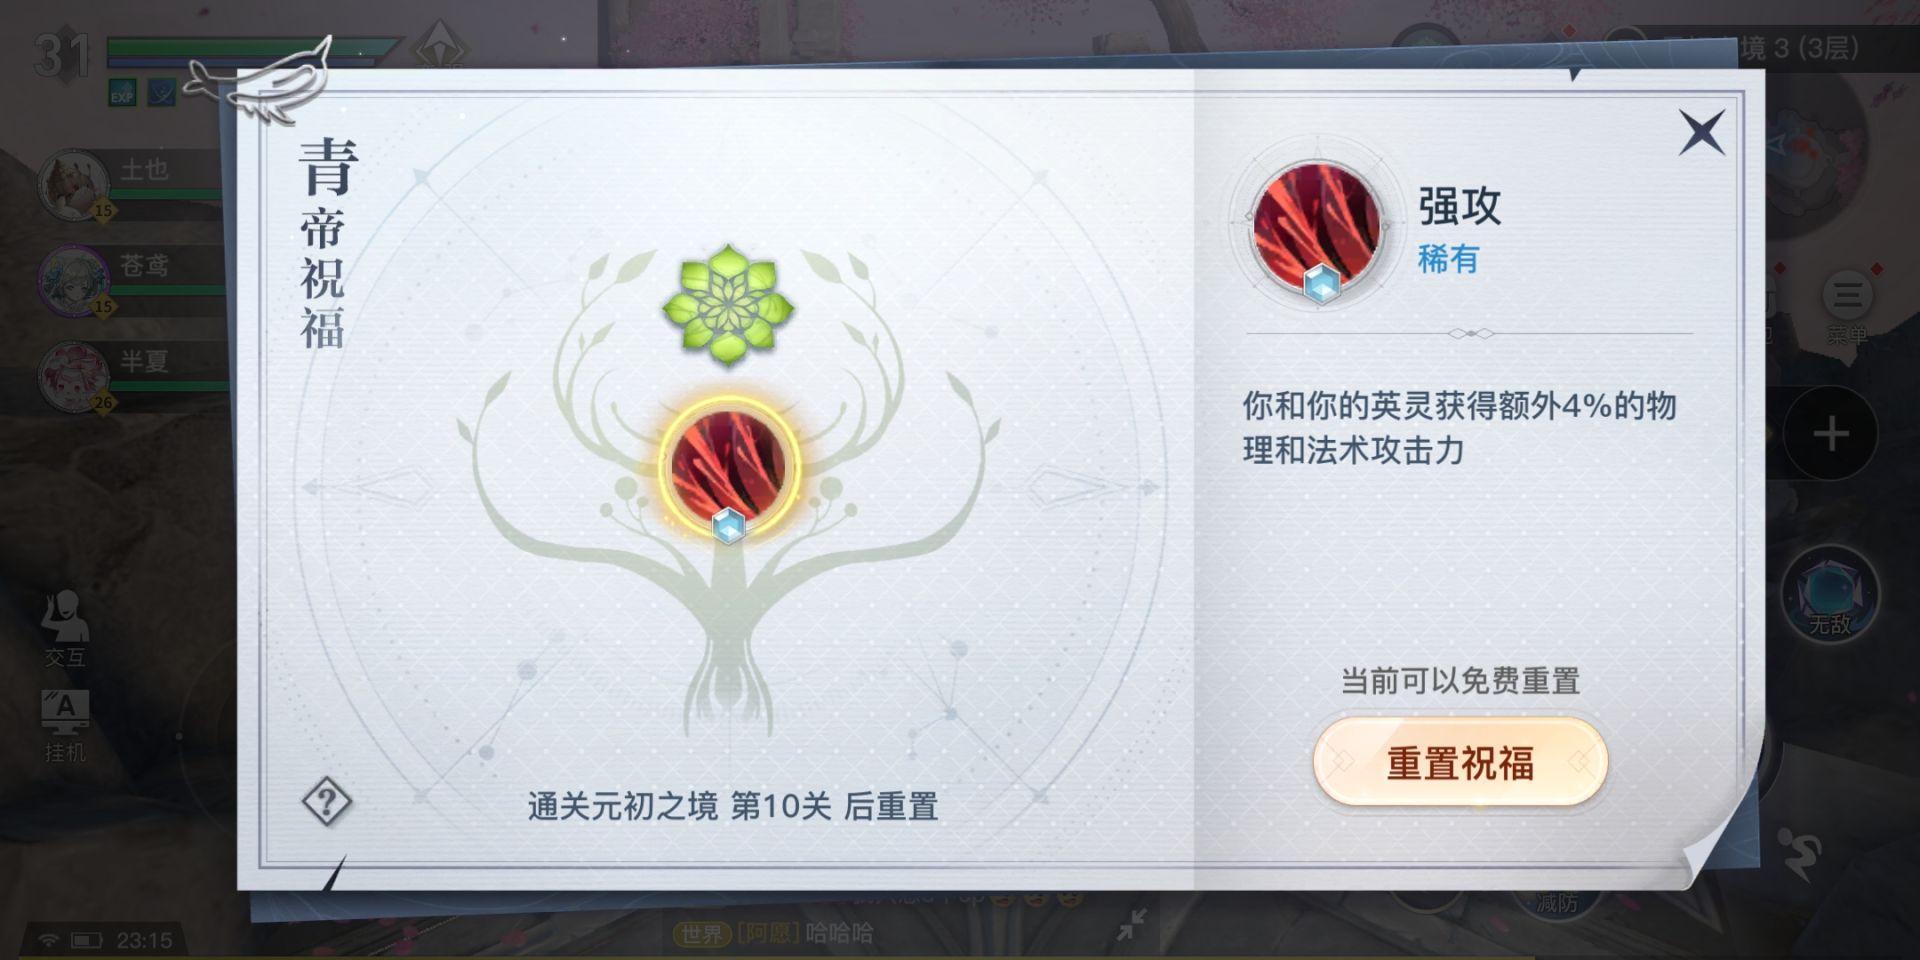 31
境 3 (3层)
EXP
土也
15
苍鸢
15
半夏
26
交互
A
挂机
青帝祝福
通关元初之境 第10关 后重置
强攻
稀有
你和你的英灵获得额外4%的物
理和法术攻击力
当前可以免费重置
重置祝福
菜单
无敌
减防
世界 [阿愿] 哈哈哈
23:15